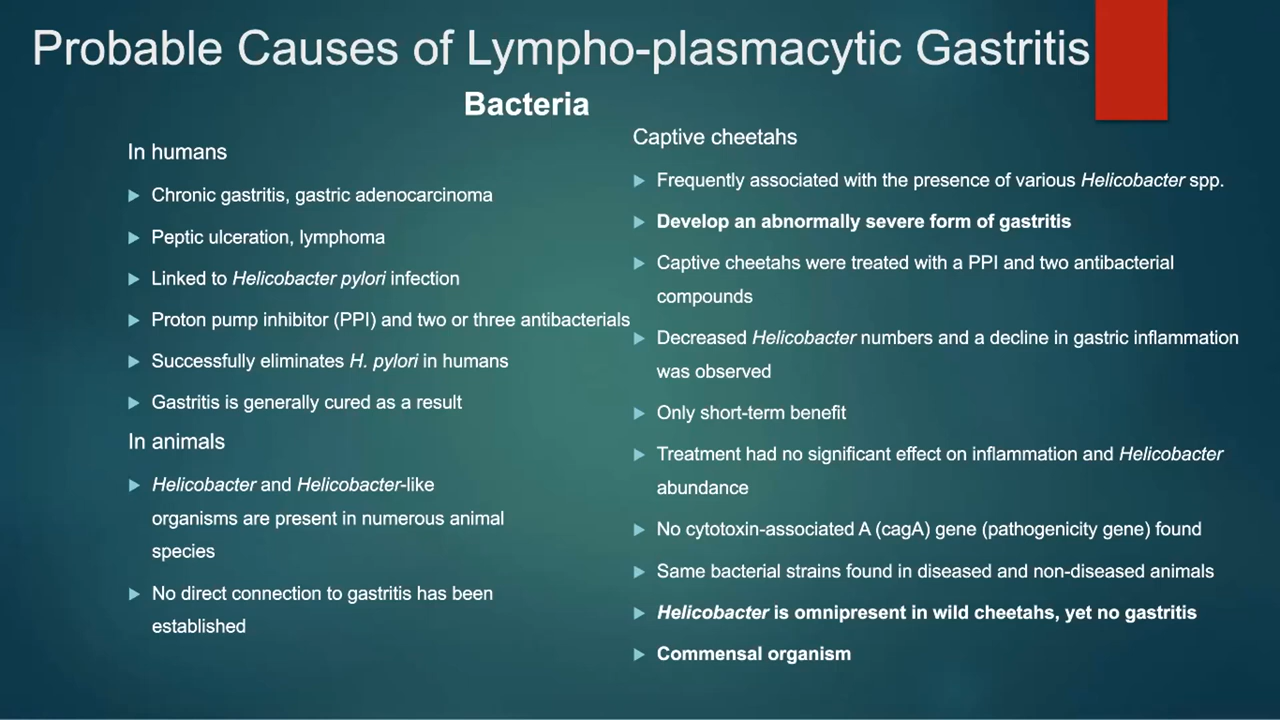 Probable Causes of Lympho-plasmacytic Gastritis
Bacteria
In humans
Chronic gastritis, gastric adenocarcinoma
Peptic ulceration, lymphoma
Linked to Helicobacter pylori infection
Proton pump inhibitor (PPI) and two or three antibacterials
Successfully eliminates H. pylori in humans
Gastritis is generally cured as a result
In animals
Helicobacter and Helicobacter-like
organisms are present in numerous animal
species
No direct connection to gastritis has been
established
Captive cheetahs
Frequently associated with the presence of various Helicobacter spp.
Develop an abnormally severe form of gastritis
Captive cheetahs were treated with a PPI and two antibacterial
compounds
Decreased Helicobacter numbers and a decline in gastric inflammation
was observed
Only short-term benefit
Treatment had no significant effect on inflammation and Helicobacter
abundance
No cytotoxin-associated A (cagA) gene (pathogenicity gene) found
Same bacterial strains found in diseased and non-diseased animals
Helicobacter is omnipresent in wild cheetahs, yet no gastritis
Commensal organism